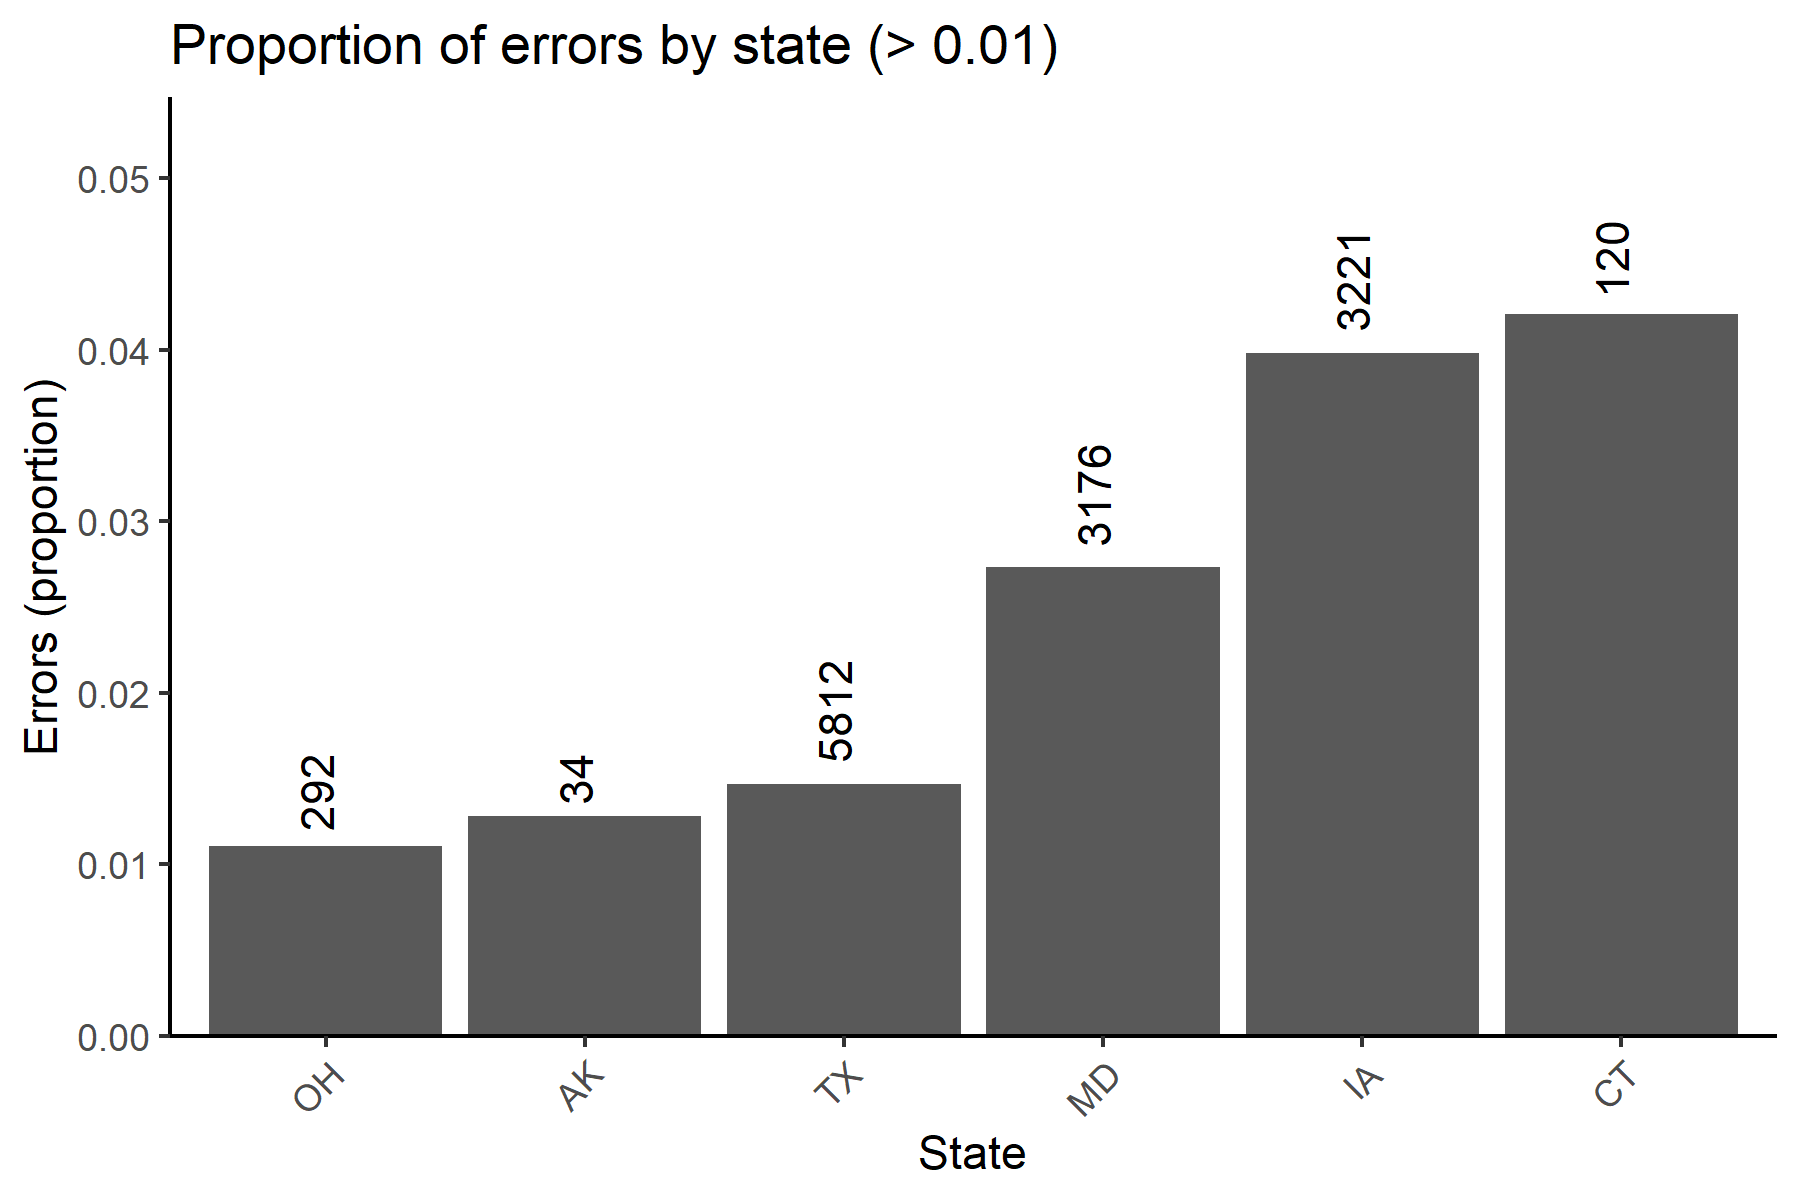 Proportion of errors by state (> 0.01)
Errors (proportion)
0.05
0.04
0.03
0.02
0.01
0.00
292
34
5812
3176
3221
120
OH
AK
TX
MD
IA
CT
State